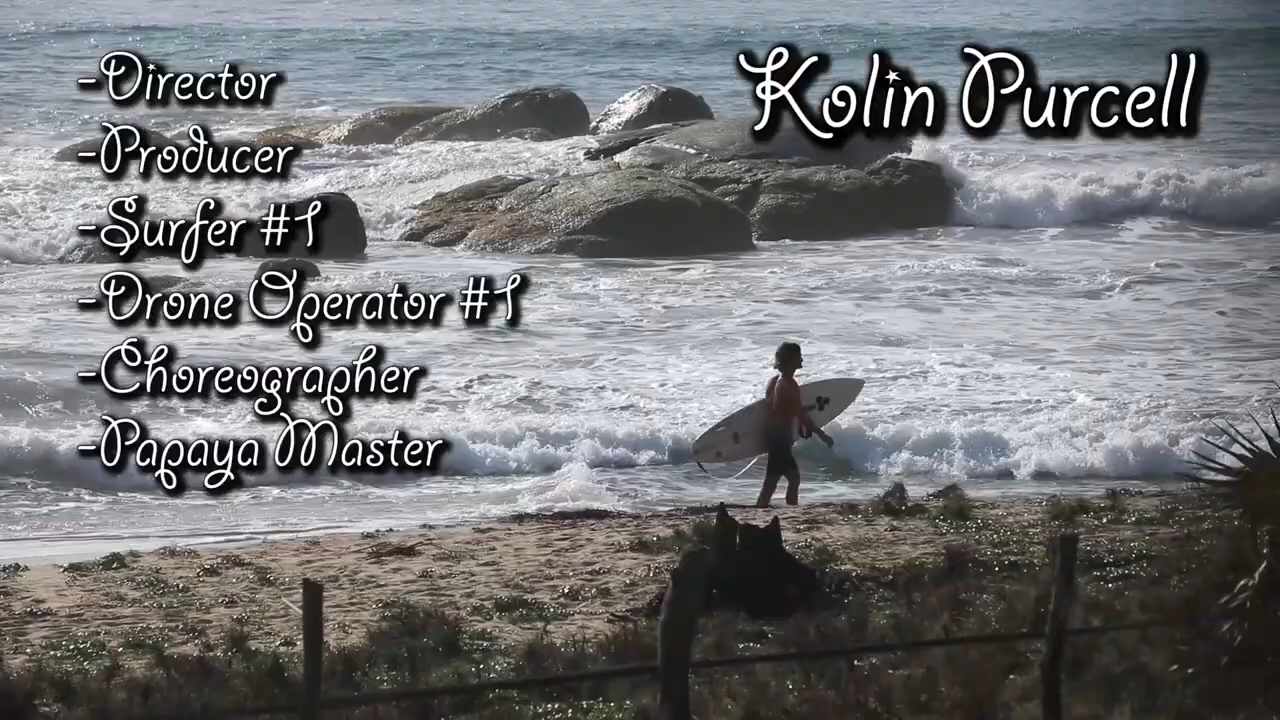 -Director
-Producer
-Surfer #1
-Drone Operator #1
-Choreographer
-Papaya Master
Kolin Purcell